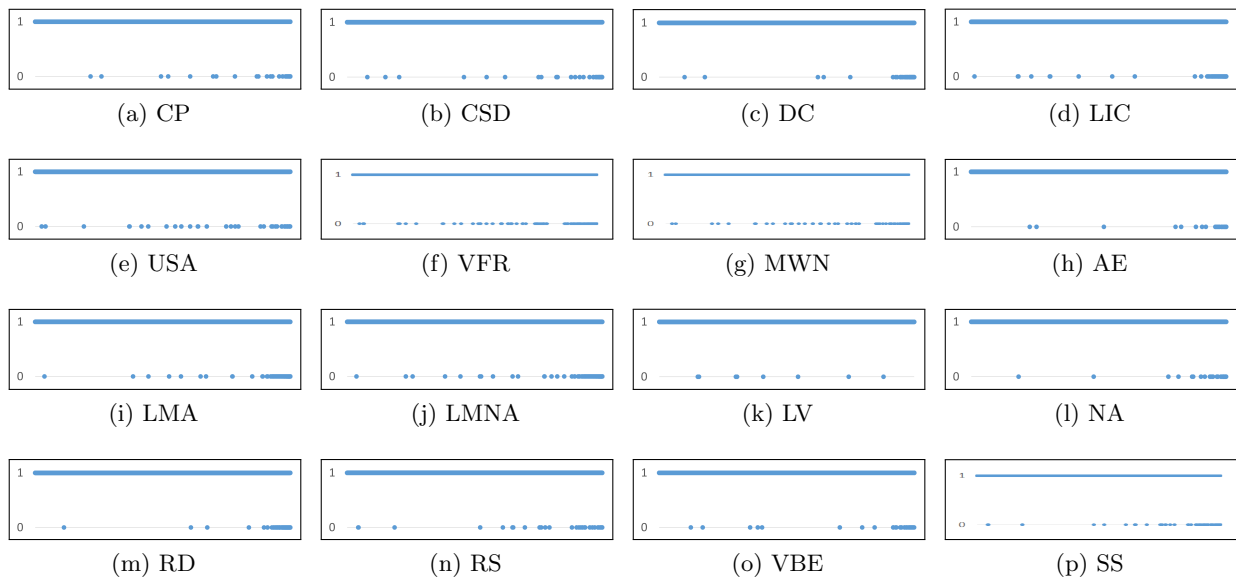 1 1 1 1
0 0 0 0
(a) CP (b) CSD (c) DC (d) LIC
1 1 1 1
0 0 0 0
(e) USA (f) VFR (g) MWN (h) AE
1 1 1 1
0 0 0 0
(i) LMA (j) LMNA (k) LV (l) NA
1 1 1 1
0 0 0 0
(m) RD (n) RS (o) VBE (p) SS